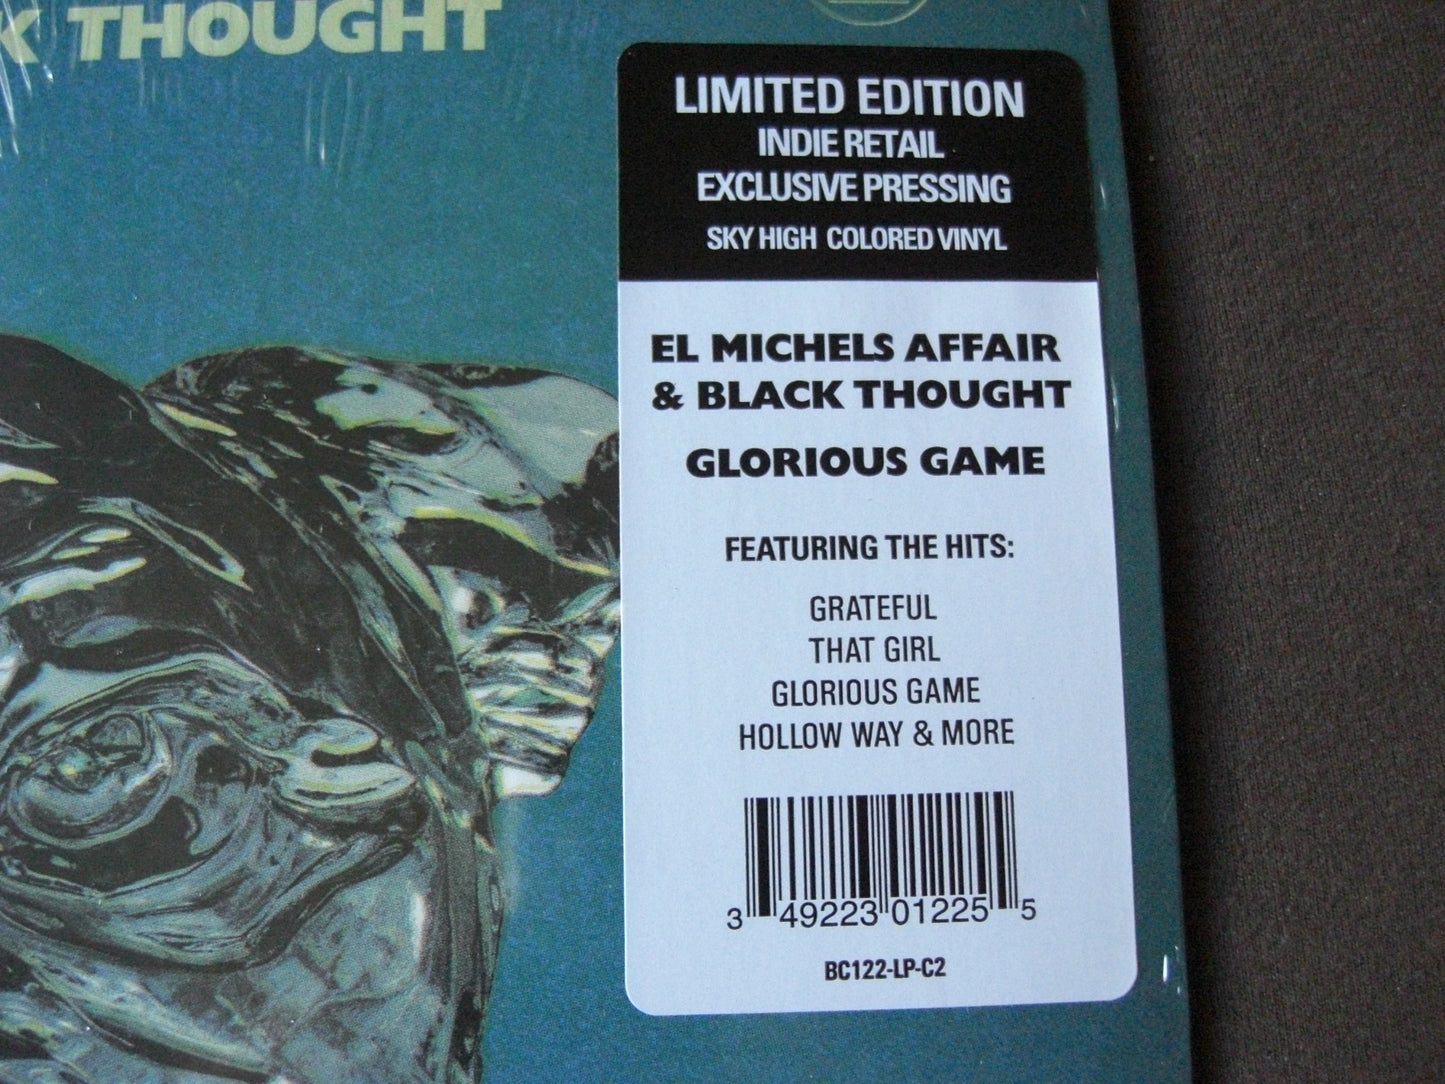 K THOUGHT
LIMITED EDITION
INDIE RETAIL
EXCLUSIVE PRESSING
SKY HIGH COLORED VINYL
EL MICHELS AFFAIR
& BLACK THOUGHT
GLORIOUS GAME
FEATURING THE HITS:
GRATEFUL
THAT GIRL
GLORIOUS GAME
HOLLOW WAY & MORE
3 49223 01225 5
BC122-LP-C2